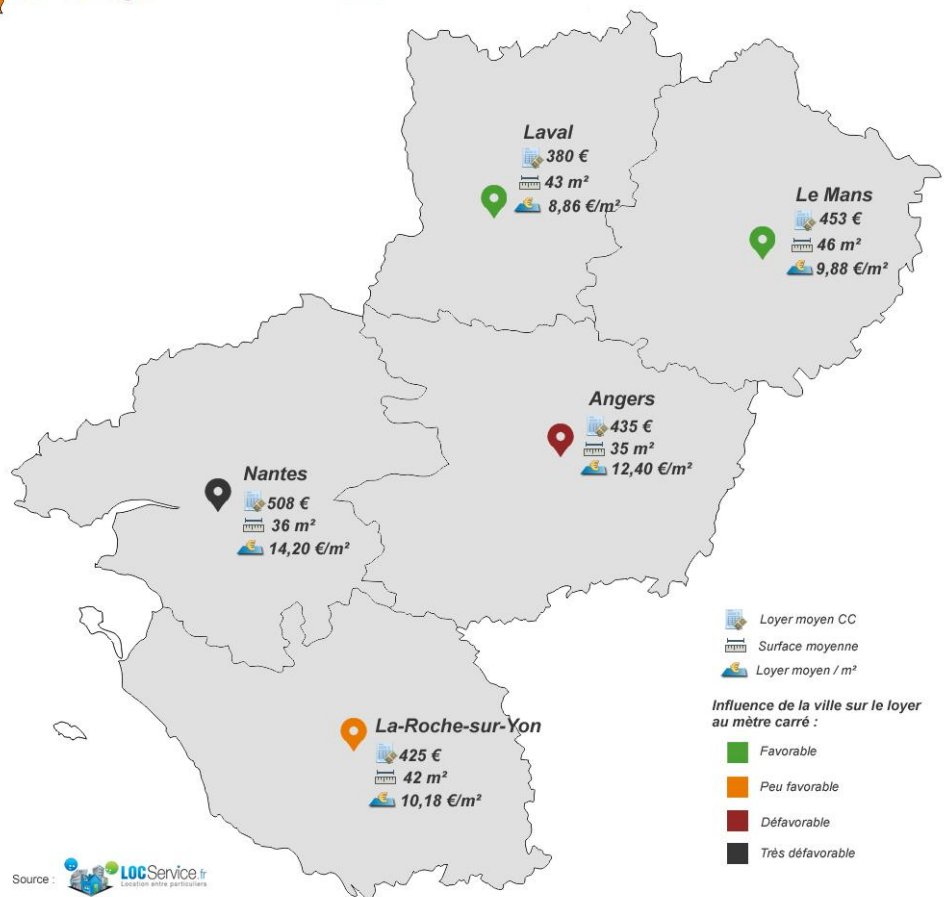 Laval
380 €
43 m²
8,86 €/m²
Le Mans
453 €
46 m²
9,88 €/m²
Angers
435 €
35 m²
12,40 €/m²
Nantes
508 €
36 m²
14,20 €/m²
La-Roche-sur-Yon
425 €
42 m²
10,18 €/m²
Loyer moyen CC
Surface moyenne
Loyer moyen / m²
Influence de la ville sur le loyer
au mètre carré :
Favorable
Peu favorable
Défavorable
Très défavorable
Source : LOCService.fr
Location entre particuliers